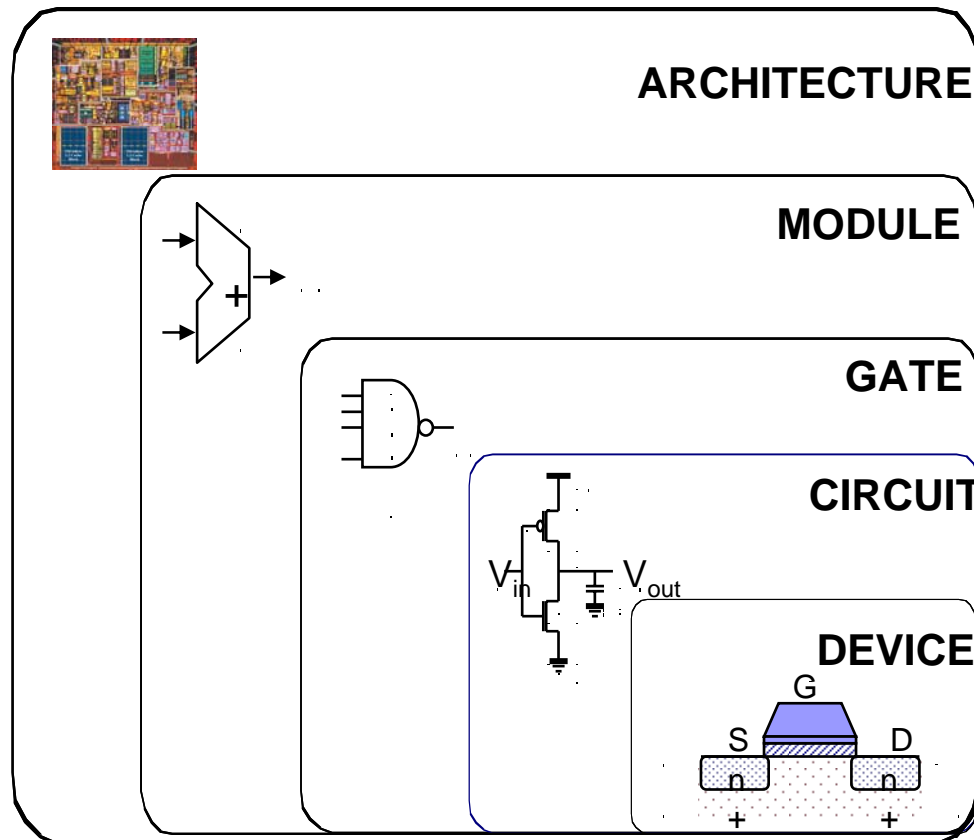 ARCHITECTURE
MODULE
+
GATE
CIRCUIT
Vin Vout
DEVICE
G
S D
n n
+ +